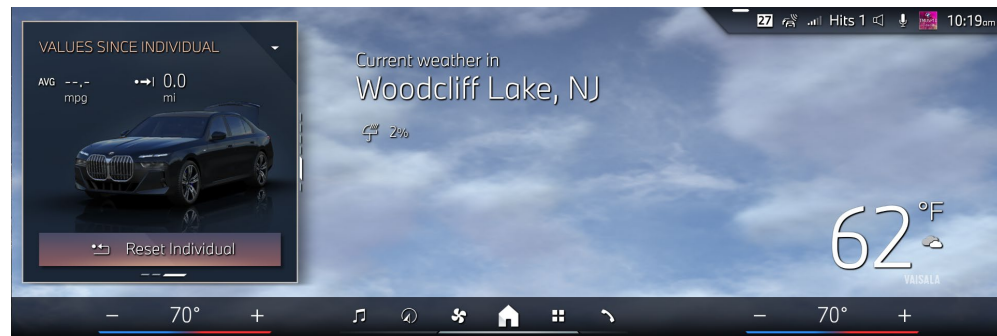 27 Hits 1 10:19am
VALUES SINCE INDIVIDUAL
AVG --.- 0.0
mpg mi
Reset Individual
Current weather in
Woodcliff Lake, NJ
2%
62°F
VAISALA
− 70° +
− 70° +